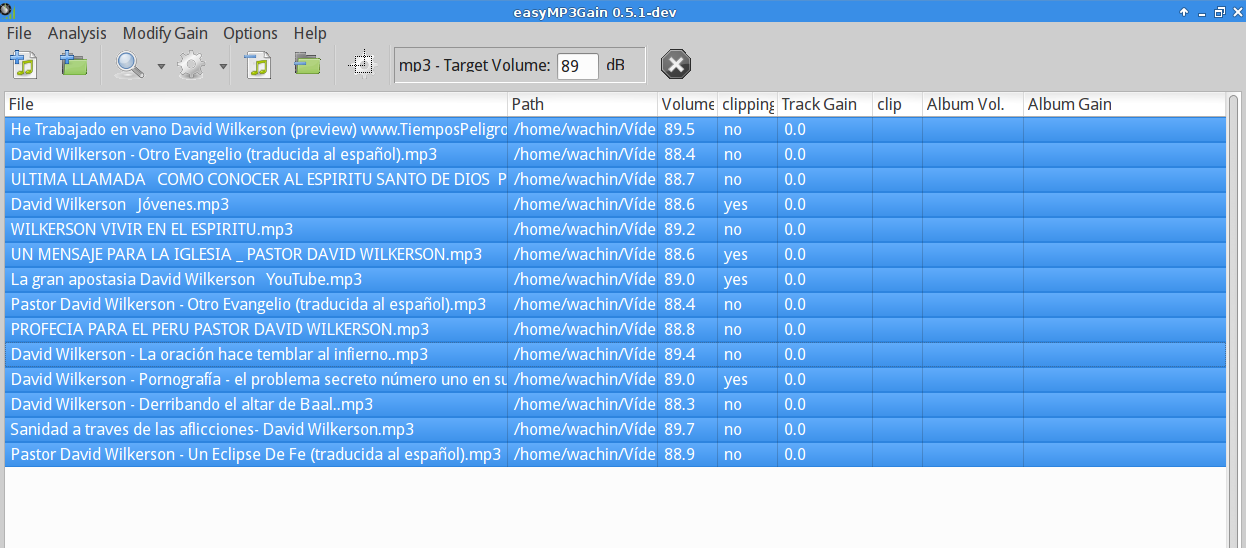 easyMP3Gain 0.5.1-dev
File Analysis Modify Gain Options Help
mp3 - Target Volume: 89 dB
File Path Volume clipping Track Gain clip Album Vol. Album Gain
He Trabajado en vano David Wilkerson (preview) www.TiemposPeligro /home/wachin/Víde 89.5 no 0.0
David Wilkerson - Otro Evangelio (traducida al español).mp3 /home/wachin/Víde 88.4 no 0.0
ULTIMA LLAMADA   COMO CONOCER AL ESPIRITU SANTO DE DIOS  P /home/wachin/Víde 88.7 no 0.0
David Wilkerson   Jóvenes.mp3 /home/wachin/Víde 88.6 yes 0.0
WILKERSON VIVIR EN EL ESPIRITU.mp3 /home/wachin/Víde 89.2 no 0.0
UN MENSAJE PARA LA IGLESIA _ PASTOR DAVID WILKERSON.mp3 /home/wachin/Víde 88.6 yes 0.0
La gran apostasia David Wilkerson   YouTube.mp3 /home/wachin/Víde 89.0 yes 0.0
Pastor David Wilkerson - Otro Evangelio (traducida al español).mp3 /home/wachin/Víde 88.4 no 0.0
PROFECIA PARA EL PERU PASTOR DAVID WILKERSON.mp3 /home/wachin/Víde 88.8 no 0.0
David Wilkerson - La oración hace temblar al infierno..mp3 /home/wachin/Víde 89.4 no 0.0
David Wilkerson - Pornografía - el problema secreto número uno en su /home/wachin/Víde 89.0 yes 0.0
David Wilkerson - Derribando el altar de Baal..mp3 /home/wachin/Víde 88.3 no 0.0
Sanidad a traves de las aflicciones- David Wilkerson.mp3 /home/wachin/Víde 89.7 no 0.0
Pastor David Wilkerson - Un Eclipse De Fe (traducida al español).mp3 /home/wachin/Víde 88.9 no 0.0